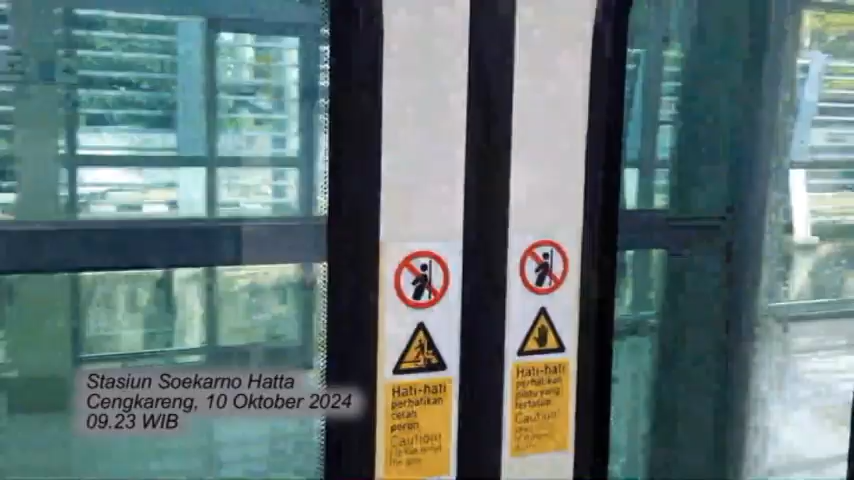 Hati-hati
perhatikan
celah
peron
Caution!
Hati-hati
perhatikan
pintu yang
tertutup
Caution!
Stasiun Soekarno Hatta
Cengkareng, 10 Oktober 2024
09.23 WIB